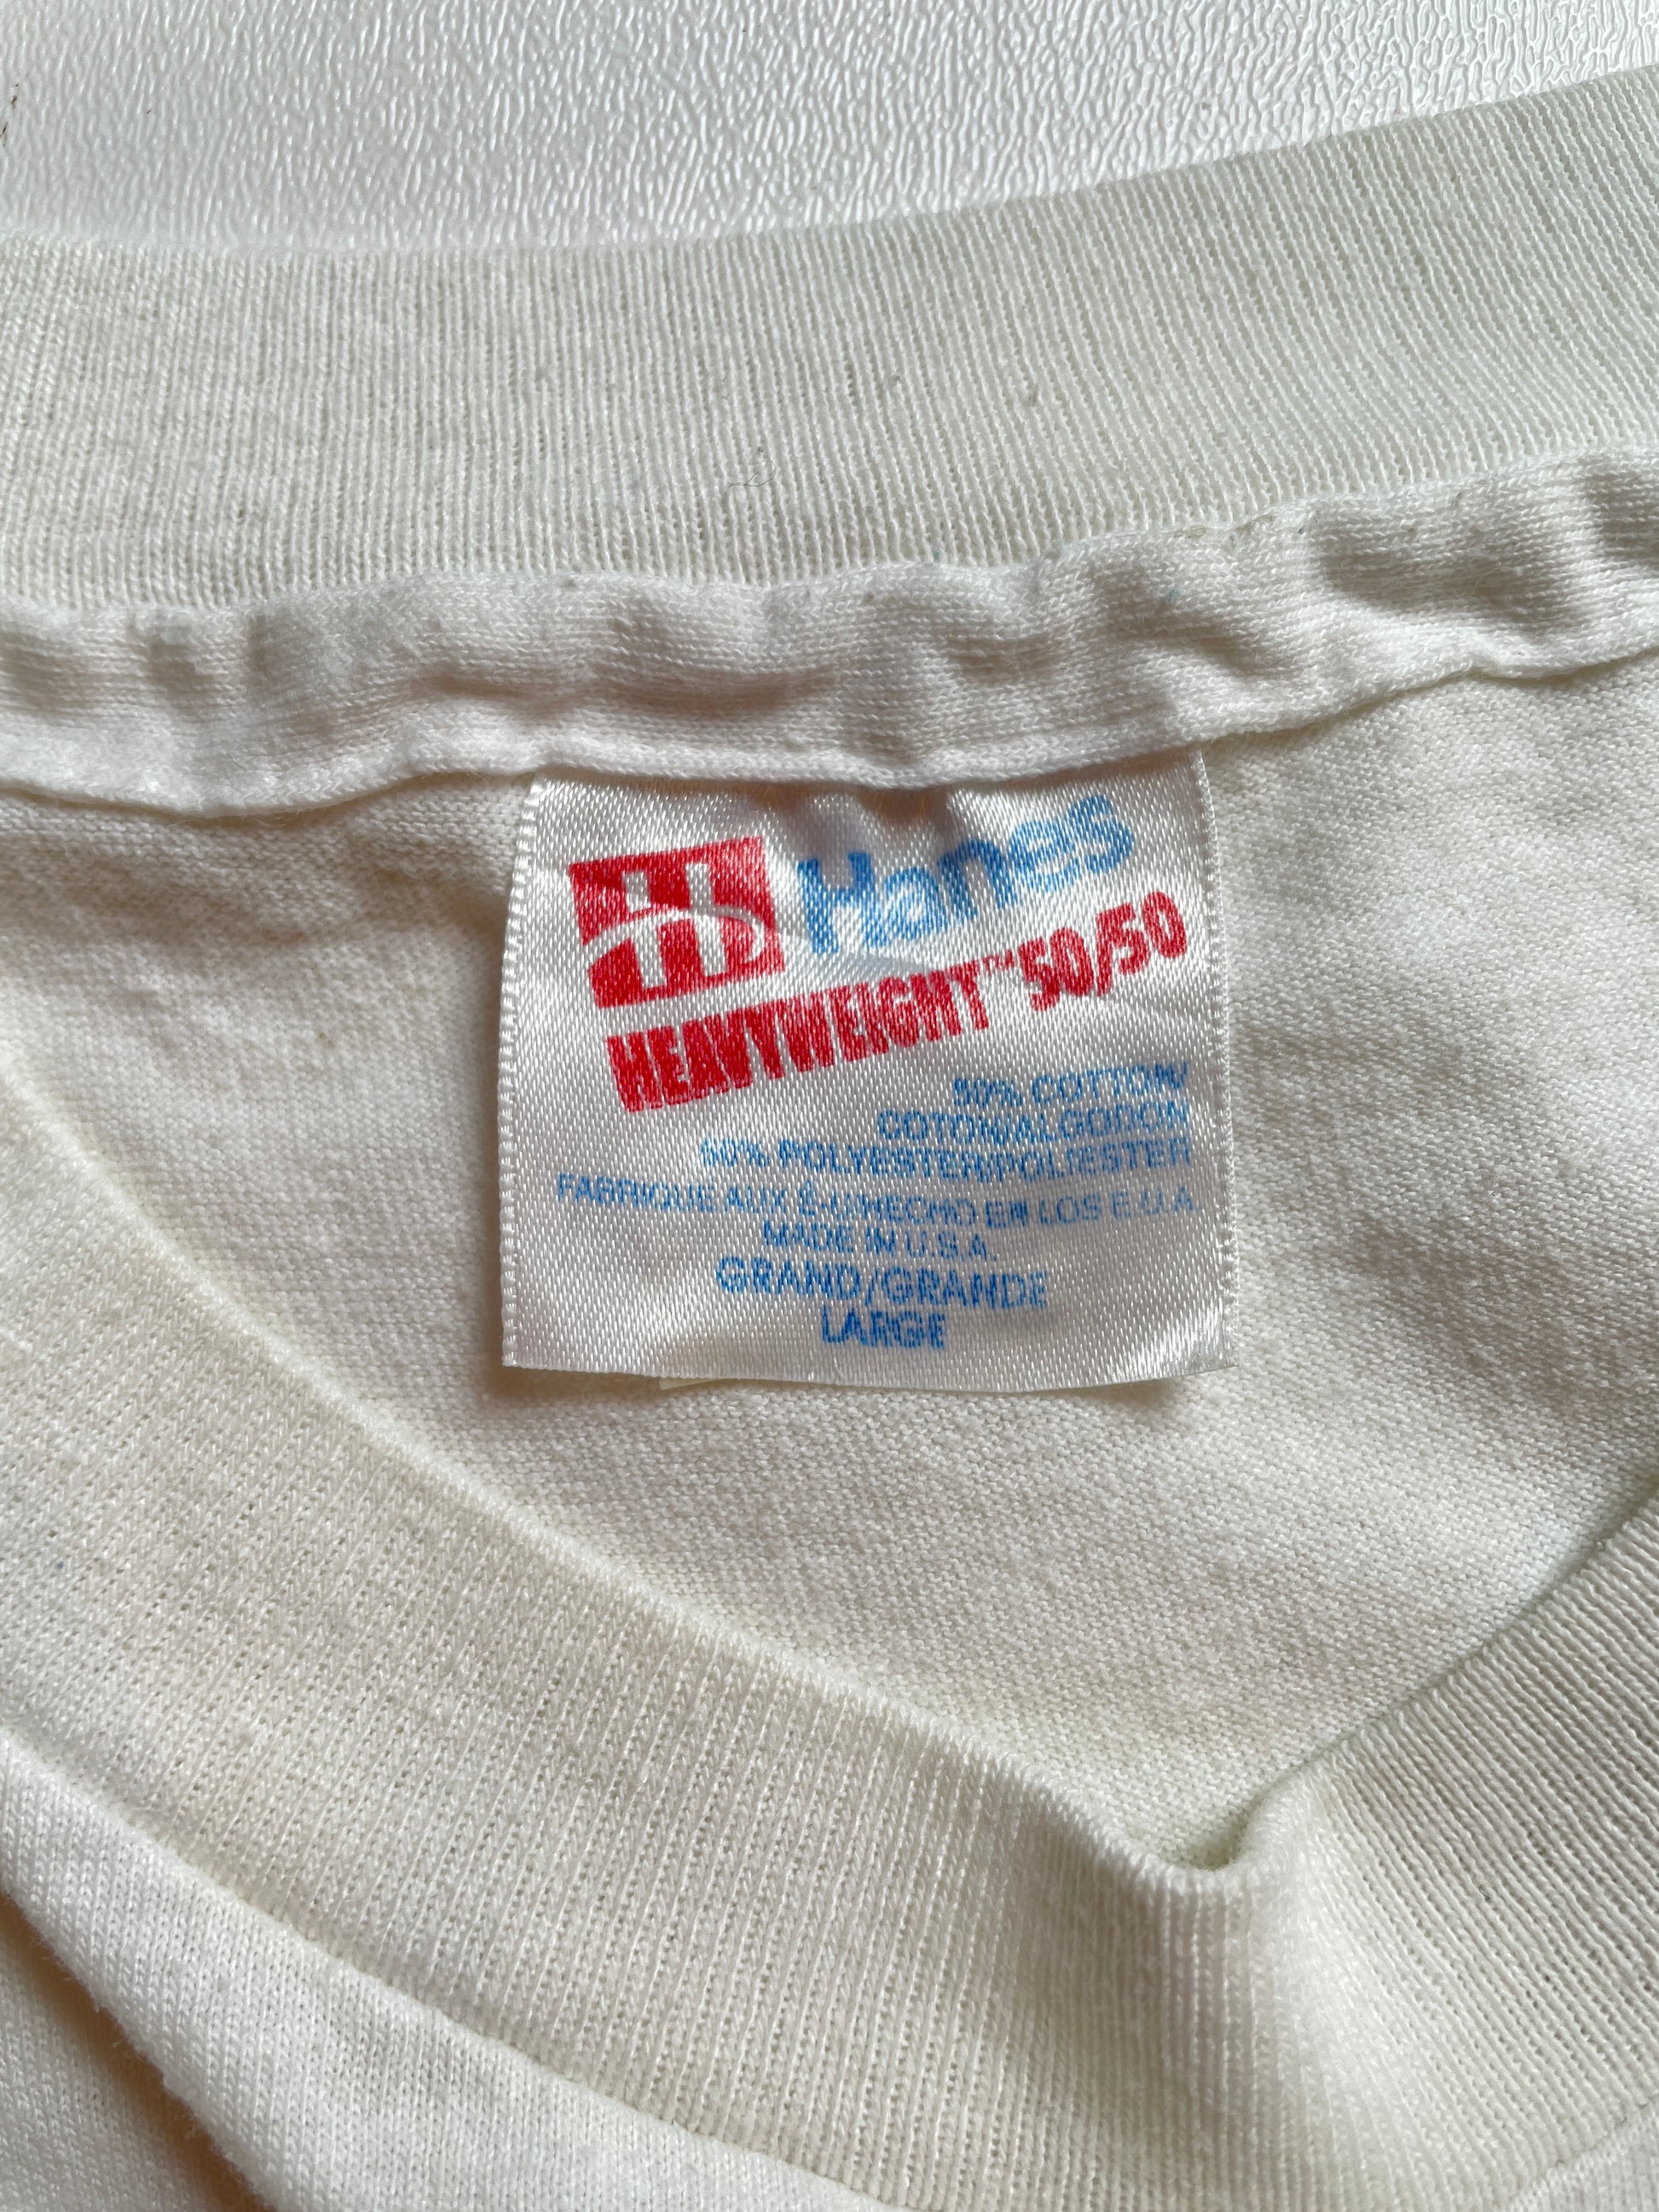 H Hanes
HEAVYWEIGHT™ 50/50
50% COTTON/
COTON/ALGODON
50% POLYESTER/POLIESTER
FABRIQUE AUX É-U/HECHO EN LOS E.U.A.
MADE IN U.S.A.
GRAND/GRANDE
LARGE